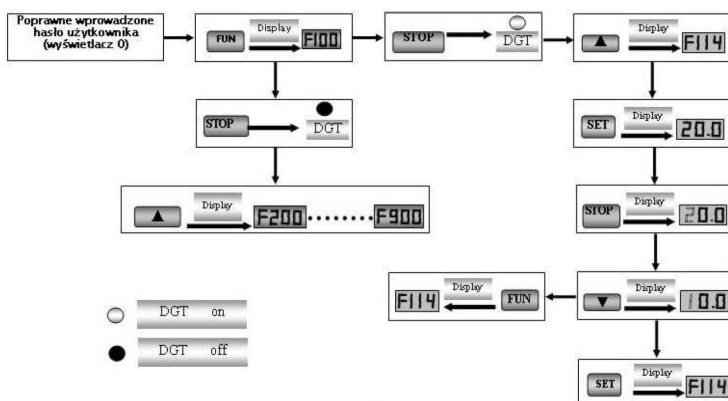 Poprawne wprowadzone
hasło użytkownika
(wyświetlacz 0)
FUN Display F100
STOP DGT
▲ Display F114
STOP DGT
SET Display 20.0
▲ Display F200 ........ F900
STOP Display 20.0
F114 Display FUN
▼ Display 10.0
DGT on
DGT off
SET Display F114